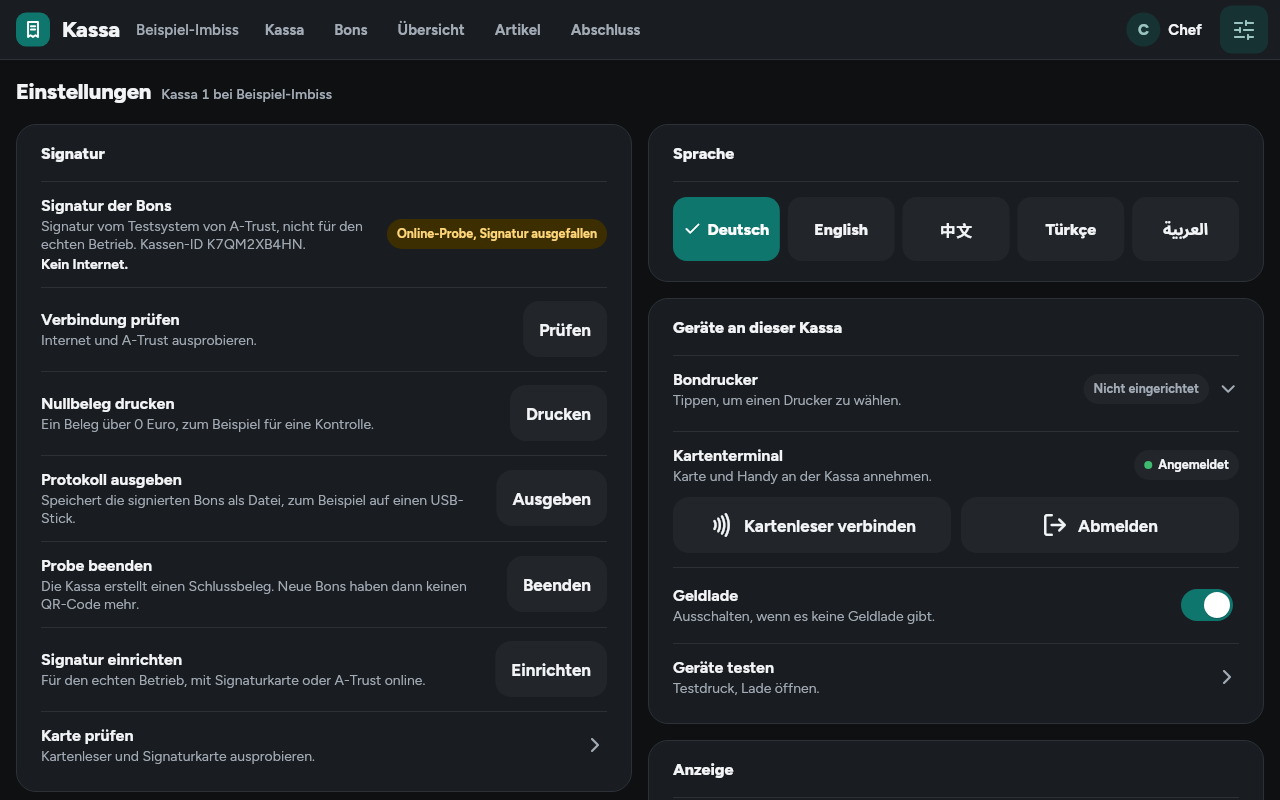 Kassa
Beispiel-Imbiss
Kassa
Bons
Übersicht
Artikel
Abschluss
C
Chef
Einstellungen
Kassa 1 bei Beispiel-Imbiss
Signatur
Signatur der Bons
Signatur vom Testsystem von A-Trust, nicht für den
echten Betrieb. Kassen-ID K7QM2XB4HN.
Kein Internet.
Online-Probe, Signatur ausgefallen
Verbindung prüfen
Internet und A-Trust ausprobieren.
Prüfen
Nullbeleg drucken
Ein Beleg über 0 Euro, zum Beispiel für eine Kontrolle.
Drucken
Protokoll ausgeben
Speichert die signierten Bons als Datei, zum Beispiel auf einen USB-
Stick.
Ausgeben
Probe beenden
Die Kassa erstellt einen Schlussbeleg. Neue Bons haben dann keinen
QR-Code mehr.
Beenden
Signatur einrichten
Für den echten Betrieb, mit Signaturkarte oder A-Trust online.
Einrichten
Karte prüfen
Kartenleser und Signaturkarte ausprobieren.
Sprache
Deutsch
English
中文
Türkçe
العربية
Geräte an dieser Kassa
Bondrucker
Tippen, um einen Drucker zu wählen.
Nicht eingerichtet
Kartenterminal
Karte und Handy an der Kassa annehmen.
Angemeldet
Kartenleser verbinden
Abmelden
Geldlade
Ausschalten, wenn es keine Geldlade gibt.
Geräte testen
Testdruck, Lade öffnen.
Anzeige